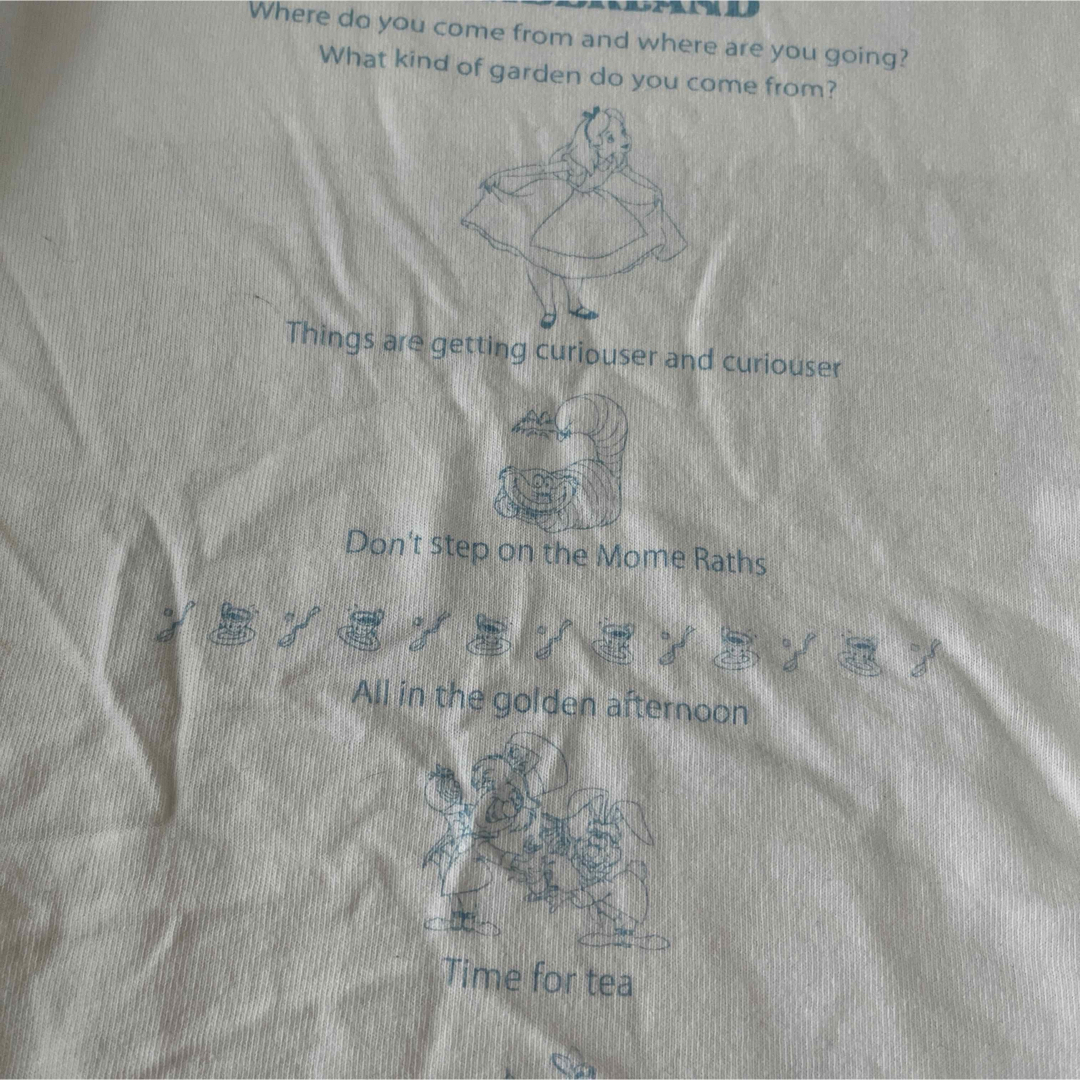 Where do you come from and where are you going?
What kind of garden do you come from?
Things are getting curiouser and curiouser
Don't step on the Mome Raths
All in the golden afternoon
Time for tea